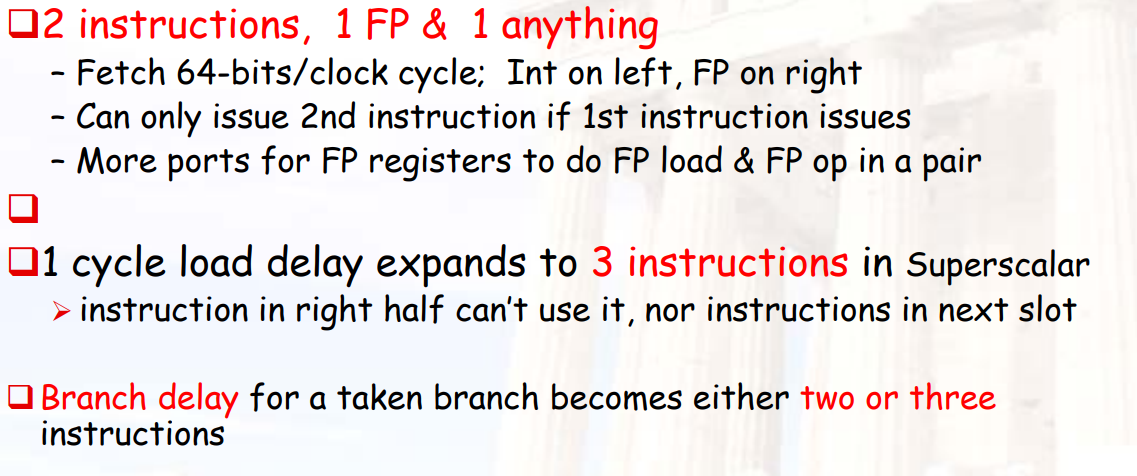 ❑2 instructions, 1 FP & 1 anything
– Fetch 64-bits/clock cycle; Int on left, FP on right
– Can only issue 2nd instruction if 1st instruction issues
– More ports for FP registers to do FP load & FP op in a pair
❑
❑1 cycle load delay expands to 3 instructions in Superscalar
➢ instruction in right half can’t use it, nor instructions in next slot
❑ Branch delay for a taken branch becomes either two or three
instructions